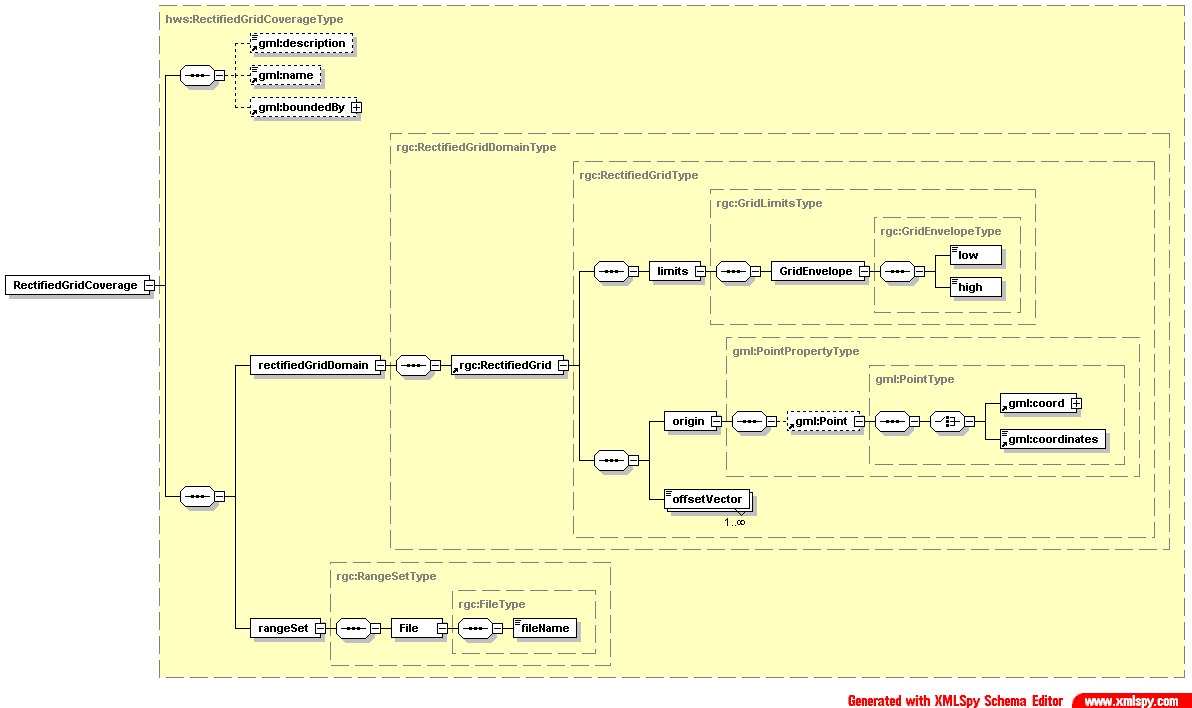 hws:RectifiedGridCoverageType
gml:description
gml:name
gml:boundedBy
rgc:RectifiedGridDomainType
rgc:RectifiedGridType
rgc:GridLimitsType
rgc:GridEnvelopeType
low
limits
GridEnvelope
high
RectifiedGridCoverage
gml:PointPropertyType
rectifiedGridDomain
rgc:RectifiedGrid
gml:PointType
gml:coord
origin
gml:Point
gml:coordinates
offsetVector
1..∞
rgc:RangeSetType
rgc:FileType
rangeSet
File
fileName
Generated with XMLSpy Schema Editor
www.xmlspy.com